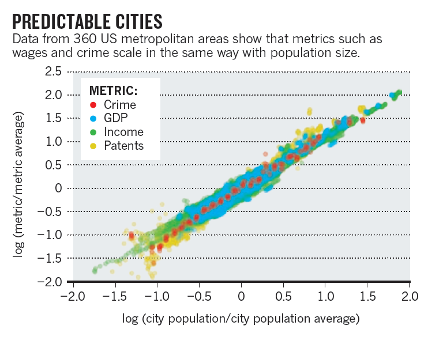 PREDICTABLE CITIES
Data from 360 US metropolitan areas show that metrics such as
wages and crime scale in the same way with population size.
2.5
METRIC:
Crime
GDP
Income
Patents
2.0
1.5
1.0
0.5
0
–0.5
–1.0
–1.5
–2.0
log (metric/metric average)
–2.0 –1.5 –1.0 –0.5 0 0.5 1.0 1.5 2.0
log (city population/city population average)